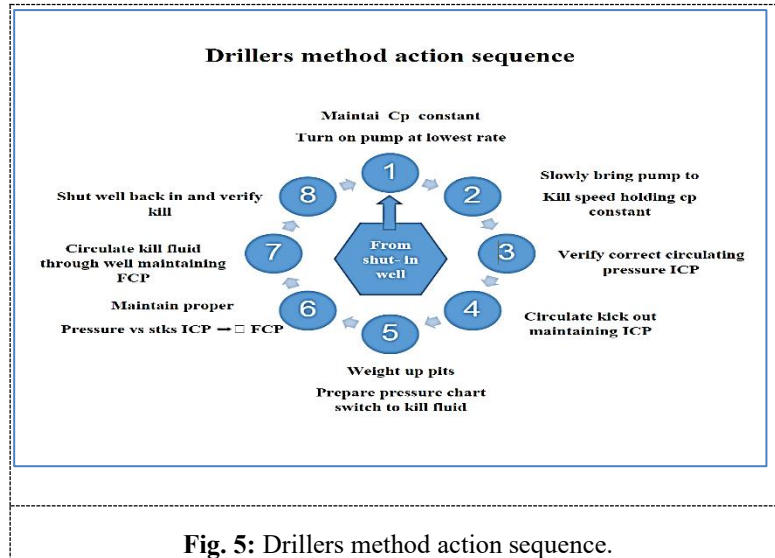 Drillers method action sequence
Maintai Cp constant
Turn on pump at lowest rate
1
2
Slowly bring pump to
Kill speed holding cp
constant
3
Verify correct circulating
pressure ICP
4
Circulate kick out
maintaining ICP
5
Weight up pits
Prepare pressure chart
switch to kill fluid
6
Maintain proper
Pressure vs stks ICP → □ FCP
7
Circulate kill fluid
through well maintaining
FCP
8
Shut well back in and verify
kill
From
shut- in
well
Fig. 5: Drillers method action sequence.